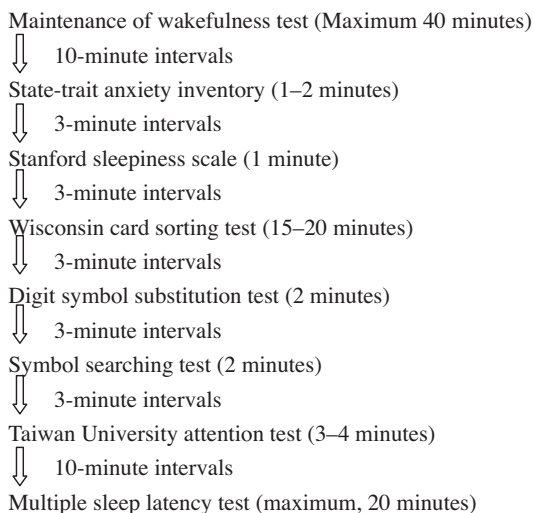 Maintenance of wakefulness test (Maximum 40 minutes)
10-minute intervals
State-trait anxiety inventory (1–2 minutes)
3-minute intervals
Stanford sleepiness scale (1 minute)
3-minute intervals
Wisconsin card sorting test (15–20 minutes)
3-minute intervals
Digit symbol substitution test (2 minutes)
3-minute intervals
Symbol searching test (2 minutes)
3-minute intervals
Taiwan University attention test (3–4 minutes)
10-minute intervals
Multiple sleep latency test (maximum, 20 minutes)